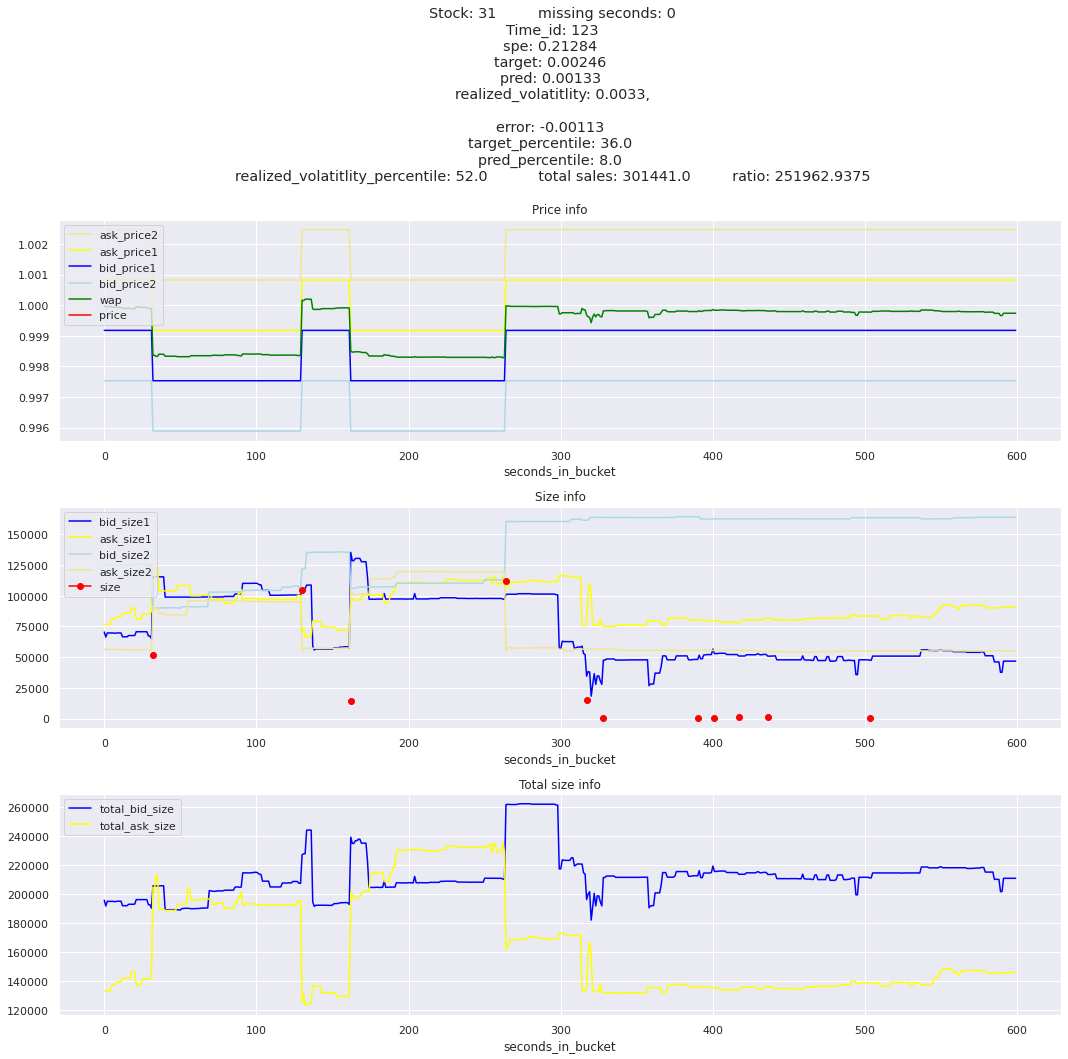 Stock: 31 missing seconds: 0
Time_id: 123
spe: 0.21284
target: 0.00246
pred: 0.00133
realized_volatitlity: 0.0033,
error: -0.00113
target_percentile: 36.0
pred_percentile: 8.0
realized_volatitlity_percentile: 52.0 total sales: 301441.0 ratio: 251962.9375
Price info
ask_price2
ask_price1
bid_price1
bid_price2
wap
price
1.002
1.001
1.000
0.999
0.998
0.997
0.996
0 100 200 300 400 500 600
seconds_in_bucket
Size info
bid_size1
ask_size1
bid_size2
ask_size2
size
150000
125000
100000
75000
50000
25000
0
0 100 200 300 400 500 600
seconds_in_bucket
Total size info
total_bid_size
total_ask_size
260000
240000
220000
200000
180000
160000
140000
120000
0 100 200 300 400 500 600
seconds_in_bucket